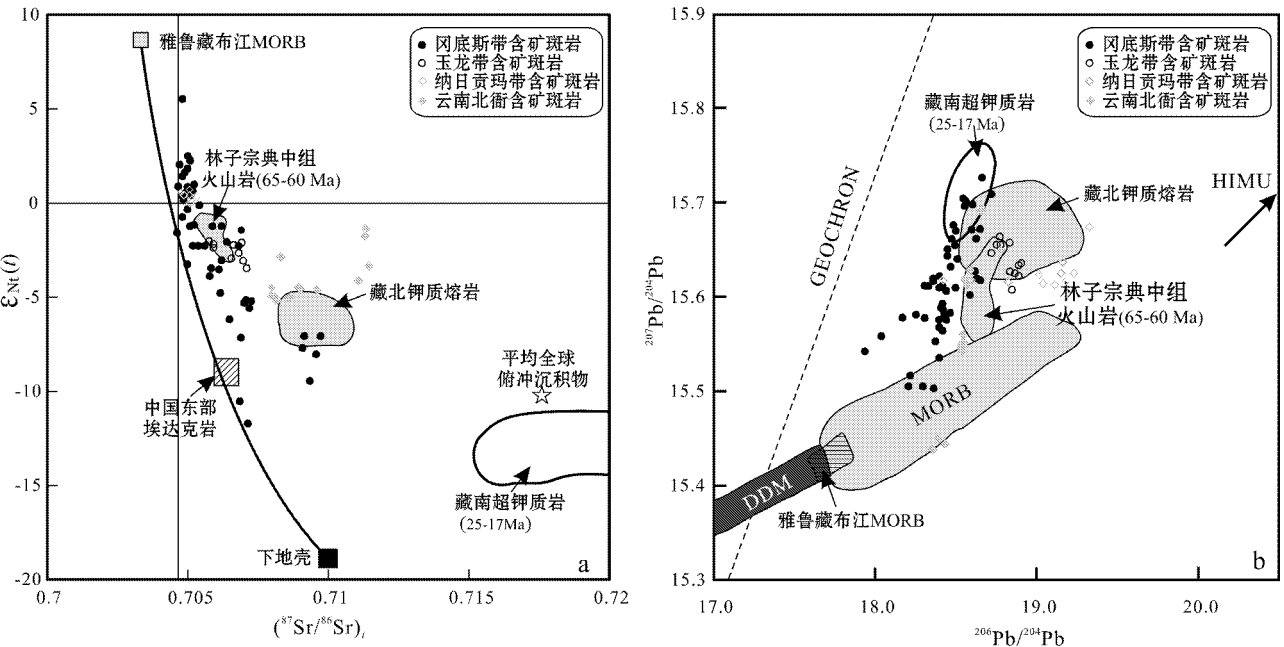 10
5
0
-5
-10
-15
-20
εNt(t)
0.7
0.705
0.71
0.715
0.72
(87Sr/86Sr)i
雅鲁藏布江MORB
冈底斯带含矿斑岩
玉龙带含矿斑岩
纳日贡玛带含矿斑岩
云南北衙含矿斑岩
林子宗典中组
火山岩(65-60 Ma)
藏北钾质熔岩
平均全球
俯冲沉积物
中国东部
埃达克岩
藏南超钾质岩
(25-17Ma)
下地壳
a
15.9
15.8
15.7
15.6
15.5
15.4
15.3
207Pb/204Pb
17.0
18.0
19.0
20.0
206Pb/204Pb
冈底斯带含矿斑岩
玉龙带含矿斑岩
纳日贡玛带含矿斑岩
云南北衙含矿斑岩
藏南超钾质岩
(25-17 Ma)
GEOCHRON
HIMU
藏北钾质熔岩
林子宗典中组
火山岩(65-60 Ma)
MORB
DDM
雅鲁藏布江MORB
b